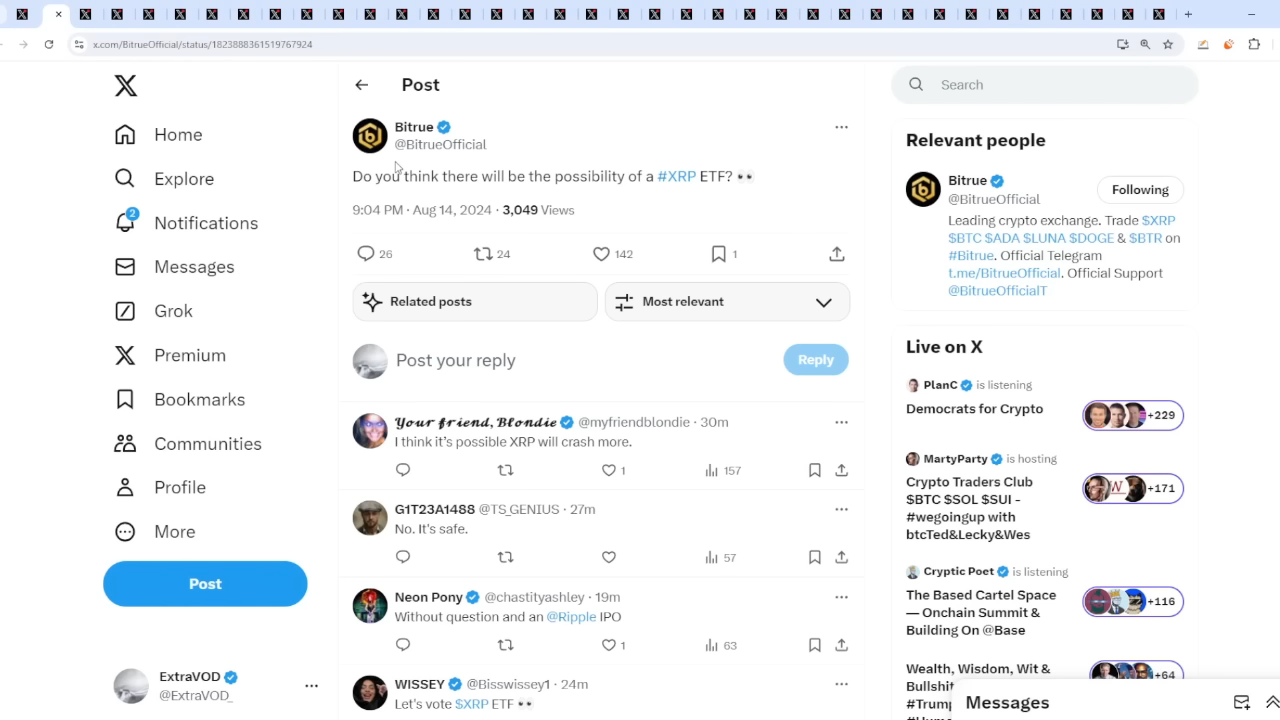 x.com/BitrueOfficial/status/1823888361519767924
Home
Explore
2
Notifications
Messages
Grok
Premium
Bookmarks
Communities
Profile
More
Post
ExtraVOD
@ExtraVOD_
Post
Bitrue
@BitrueOfficial
Do you think there will be the possibility of a #XRP ETF? 👀
9:04 PM · Aug 14, 2024 · 3,049 Views
26 24 142 1
Related posts
Most relevant
Post your reply
Reply
𝓨𝓸𝓾𝓻 𝓯𝓻𝓲𝓮𝓷𝓭, 𝓑𝓵𝓸𝓷𝓭𝓲𝓮 @myfriendblondie · 30m
I think it's possible XRP will crash more.
1 157
G1T23A1488 @TS_GENIUS · 27m
No. It's safe.
57
Neon Pony @chastityashley · 19m
Without question and an @Ripple IPO
1 63
WISSEY @Bisswissey1 · 24m
Let's vote $XRP ETF 👀
Search
Relevant people
Bitrue
@BitrueOfficial
Following
Leading crypto exchange. Trade $XRP
$BTC $ADA $LUNA $DOGE & $BTR on
#Bitrue. Official Telegram
t.me/BitrueOfficial. Official Support
@BitrueOfficialT
Live on X
PlanC is listening
Democrats for Crypto
+229
MartyParty is hosting
Crypto Traders Club
$BTC $SOL $SUI -
#wegoingup with
btcTed&Lecky&Wes
+171
Cryptic Poet is listening
The Based Cartel Space
— Onchain Summit &
Building On @Base
+116
Wealth, Wisdom, Wit &
+64
Messages